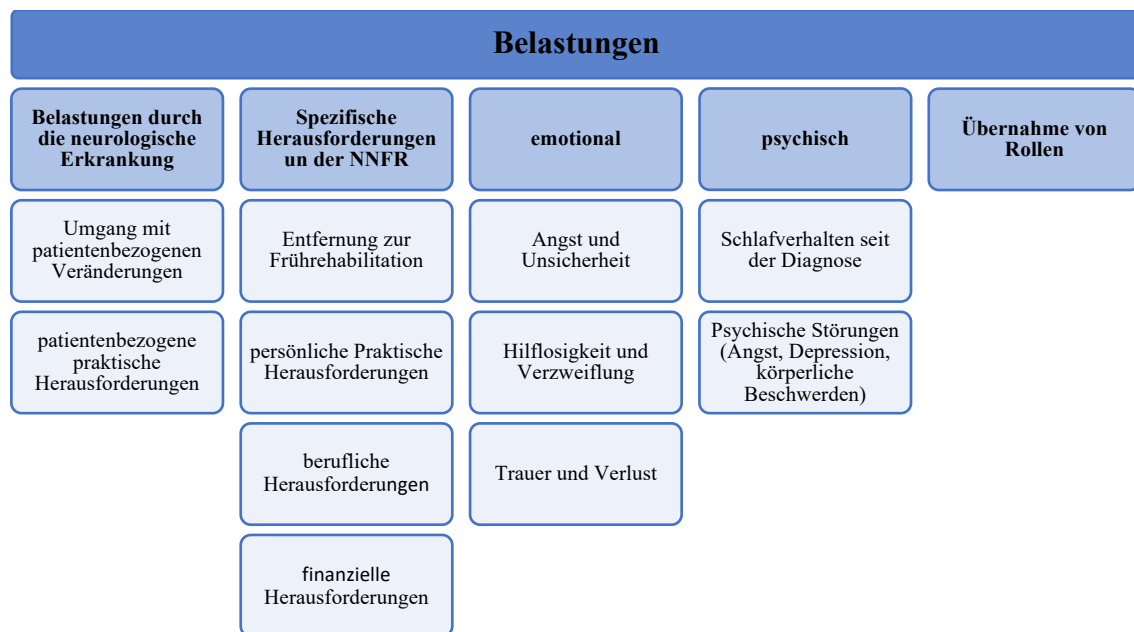 Belastungen
Belastungen durch
die neurologische
Erkrankung
Umgang mit
patientenbezogenen
Veränderungen
patientenbezogene
praktische
Herausforderungen
Spezifische
Herausforderungen
un der NNFR
Entfernung zur
Frührehabilitation
persönliche Praktische
Herausforderungen
berufliche
Herausforderungen
finanzielle
Herausforderungen
emotional
Angst und
Unsicherheit
Hilflosigkeit und
Verzweiflung
Trauer und Verlust
psychisch
Schlafverhalten seit
der Diagnose
Psychische Störungen
(Angst, Depression,
körperliche
Beschwerden)
Übernahme von
Rollen